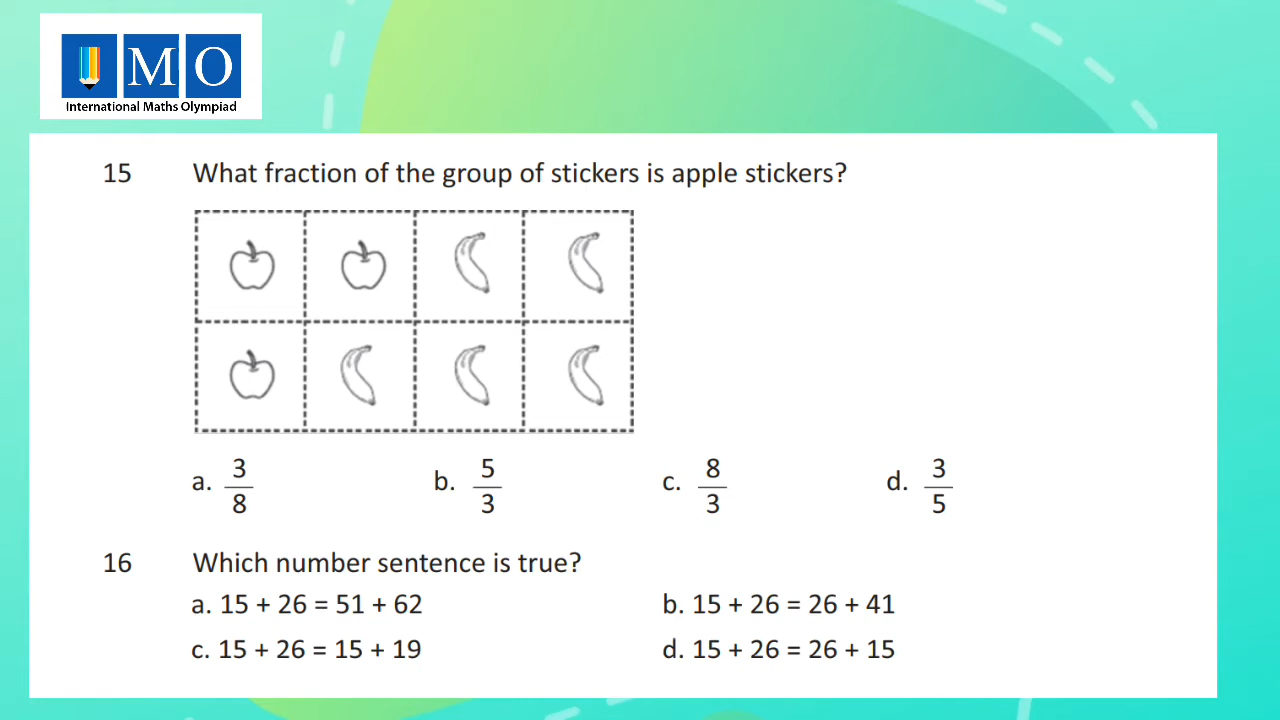 IMO
International Maths Olympiad
15 What fraction of the group of stickers is apple stickers?
a. 3/8 b. 5/3 c. 8/3 d. 3/5
16 Which number sentence is true?
a. 15 + 26 = 51 + 62 b. 15 + 26 = 26 + 41
c. 15 + 26 = 15 + 19 d. 15 + 26 = 26 + 15